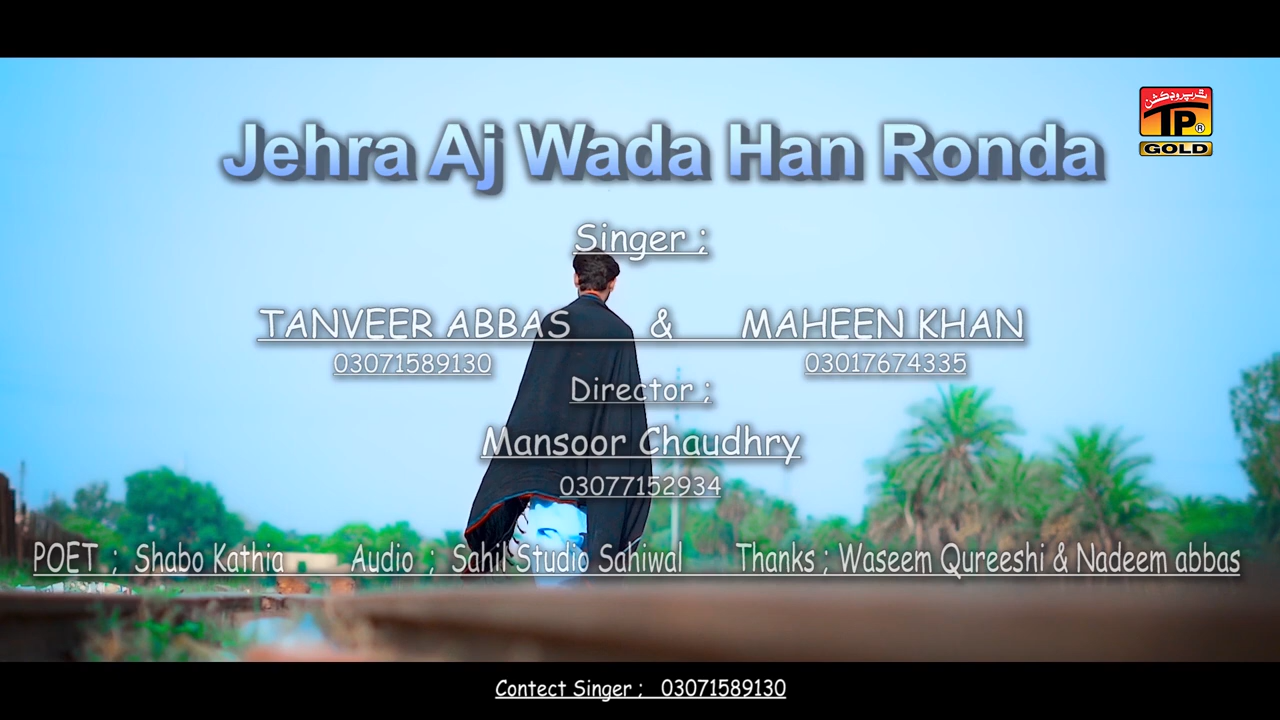 تھرپروڈکشن
TP®
GOLD
Jehra Aj Wada Han Ronda
Singer ;
TANVEER ABBAS & MAHEEN KHAN
03071589130 03017674335
Director ;
Mansoor Chaudhry
03077152934
POET ; Shabo Kathia Audio ; Sahil Studio Sahiwal Thanks ; Waseem Qureeshi & Nadeem abbas
Contect Singer ; 03071589130